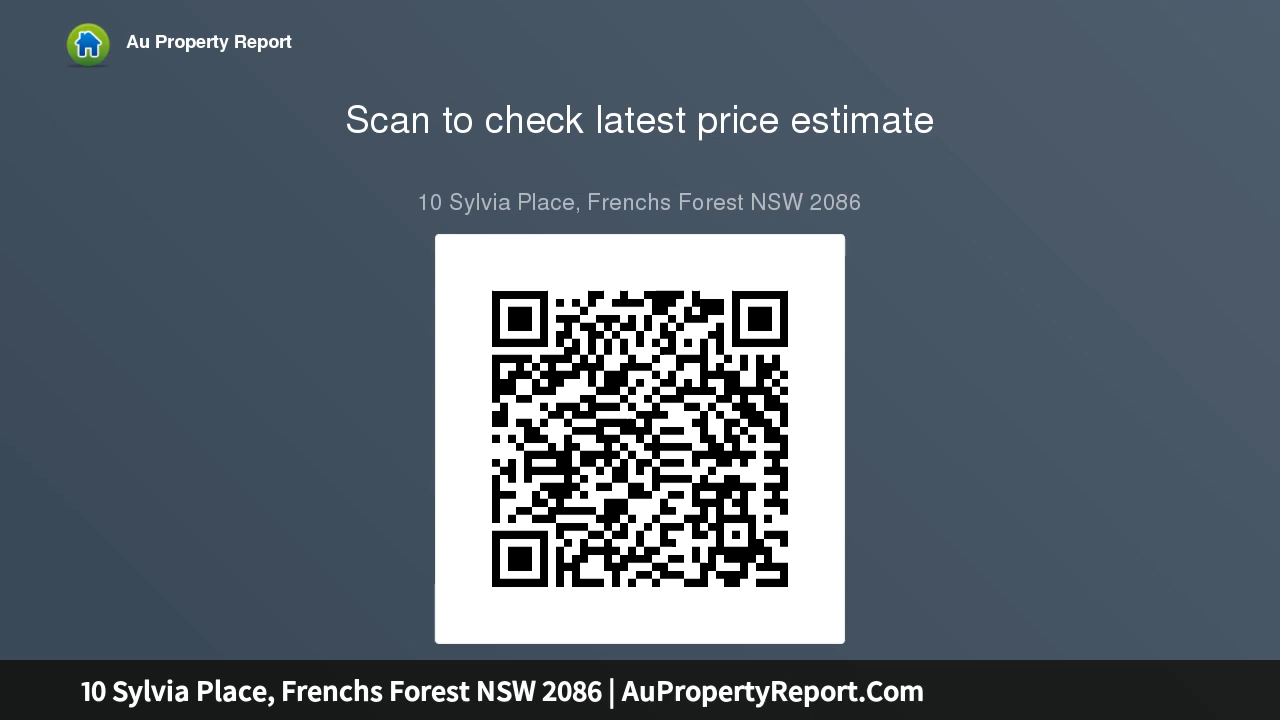 Au Property Report
Scan to check latest price estimate
10 Sylvia Place, Frenchs Forest NSW 2086
10 Sylvia Place, Frenchs Forest NSW 2086 | AuPropertyReport.Com